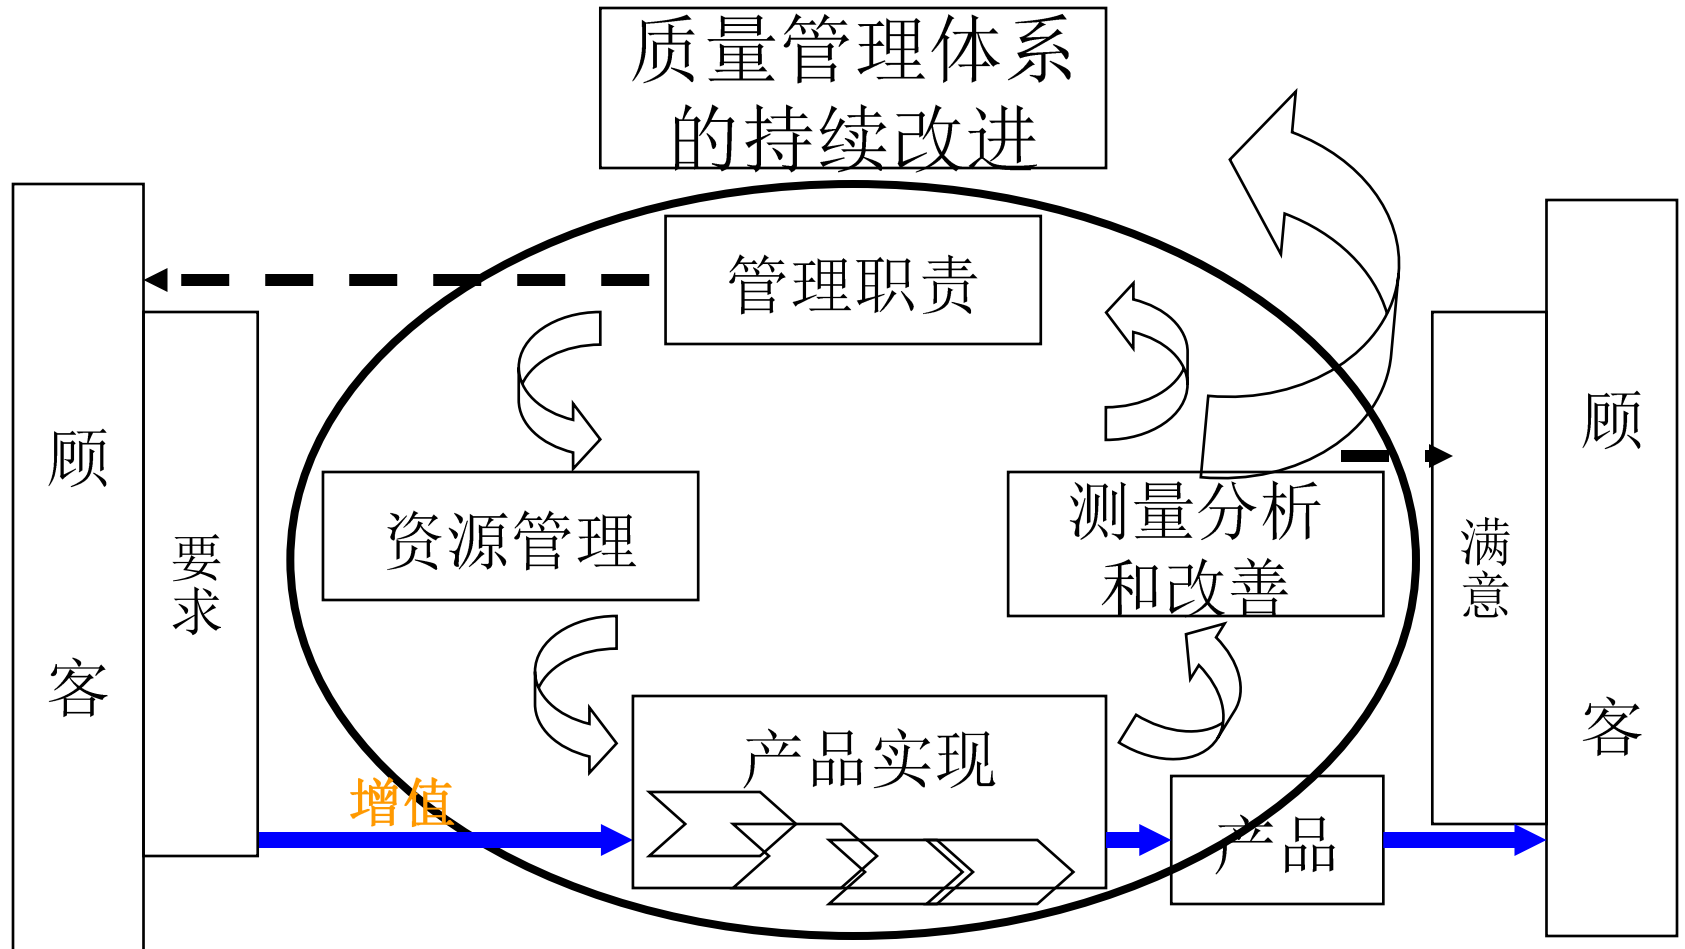 质量管理体系
的持续改进
管理职责
顾
客
要
求
资源管理
测量分析
和改善
满
意
顾
客
产品实现
增值
产品